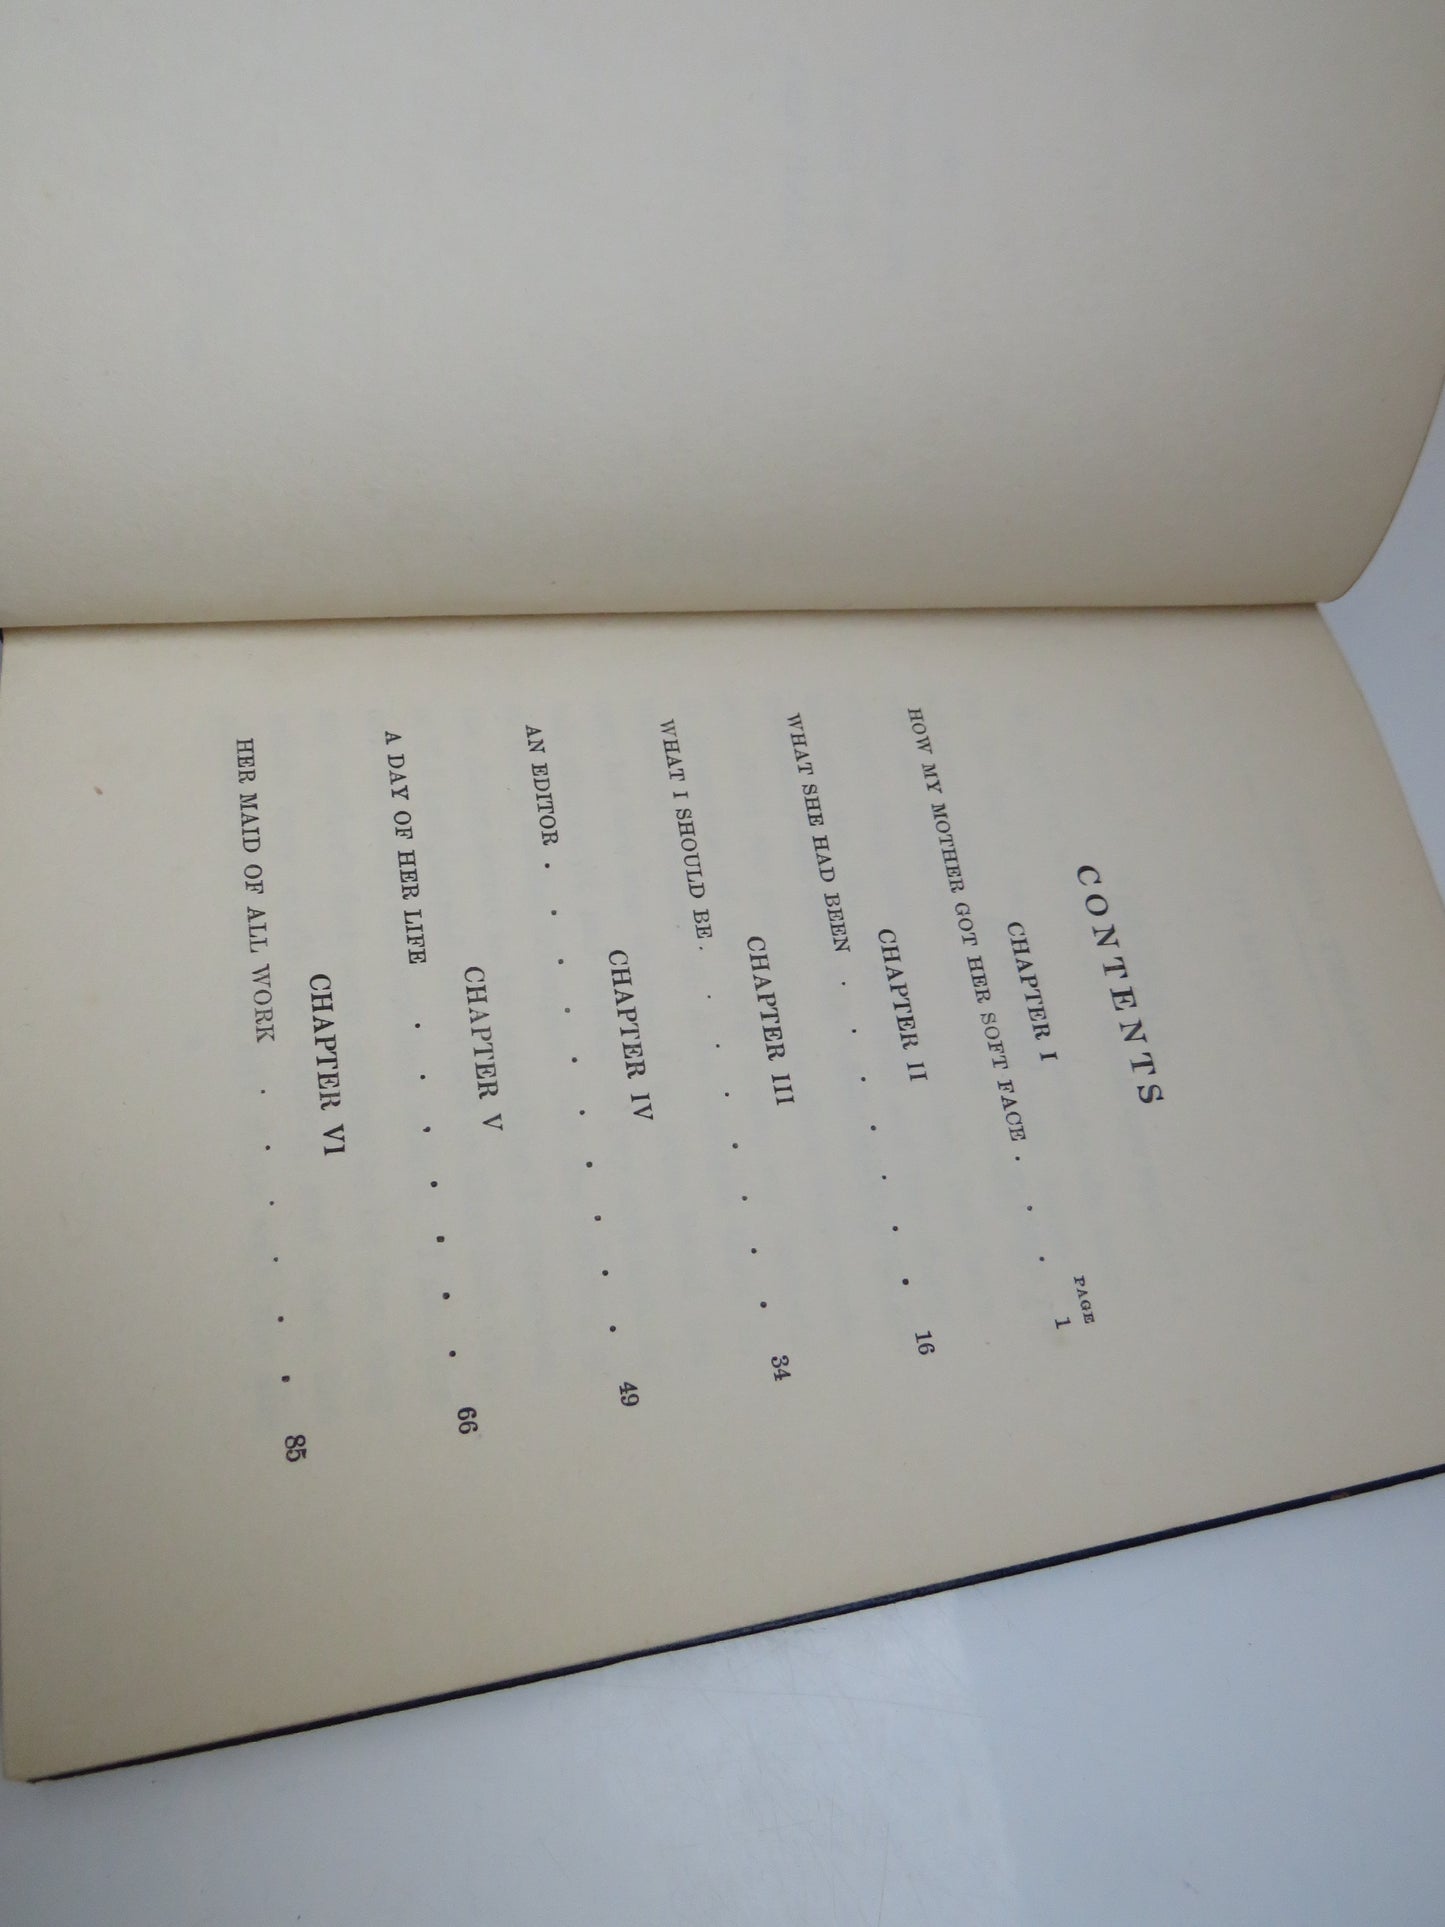 CONTENTS
CHAPTER I
PAGE
HOW MY MOTHER GOT HER SOFT FACE . . . 1
CHAPTER II
WHAT SHE HAD BEEN . . . . . . . 16
CHAPTER III
WHAT I SHOULD BE . . . . . . . . 34
CHAPTER IV
AN EDITOR . . . . . . . . . . 49
CHAPTER V
A DAY OF HER LIFE . . . . . . . 66
CHAPTER VI
HER MAID OF ALL WORK . . . . . . 85